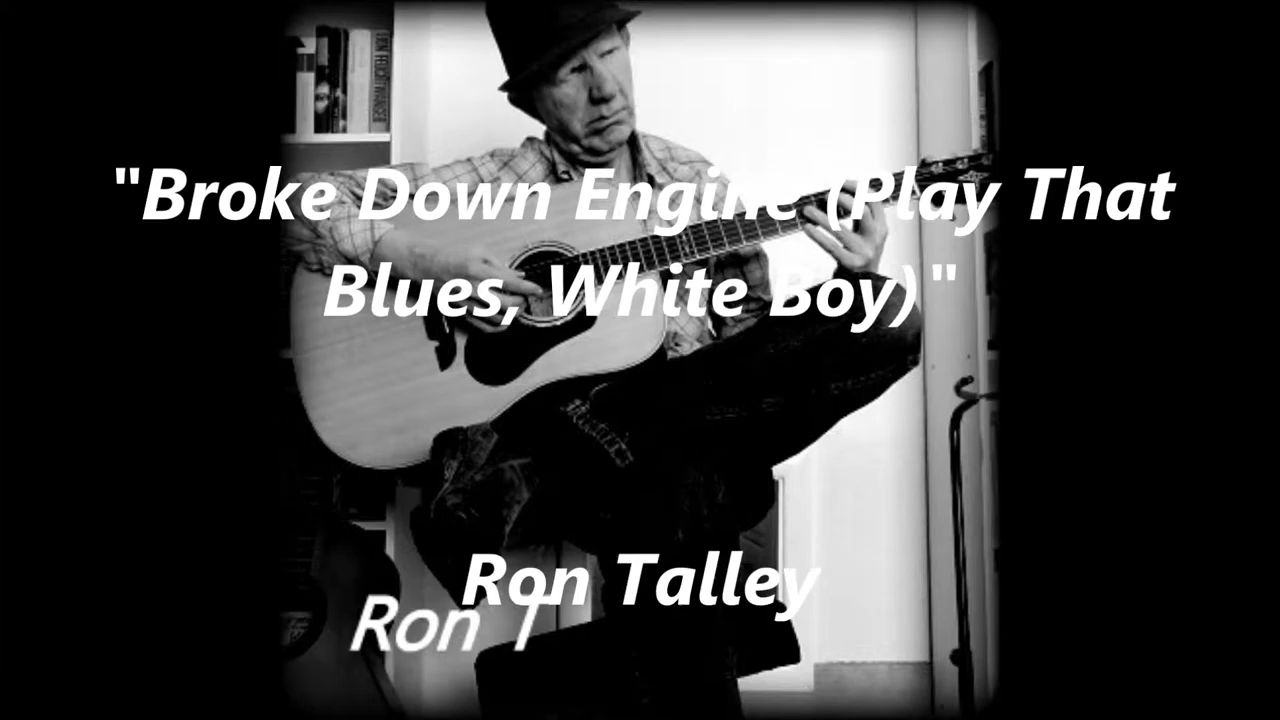 "Broke Down Engine (Play That
Blues, White Boy)"
Ron Talley
Ron T